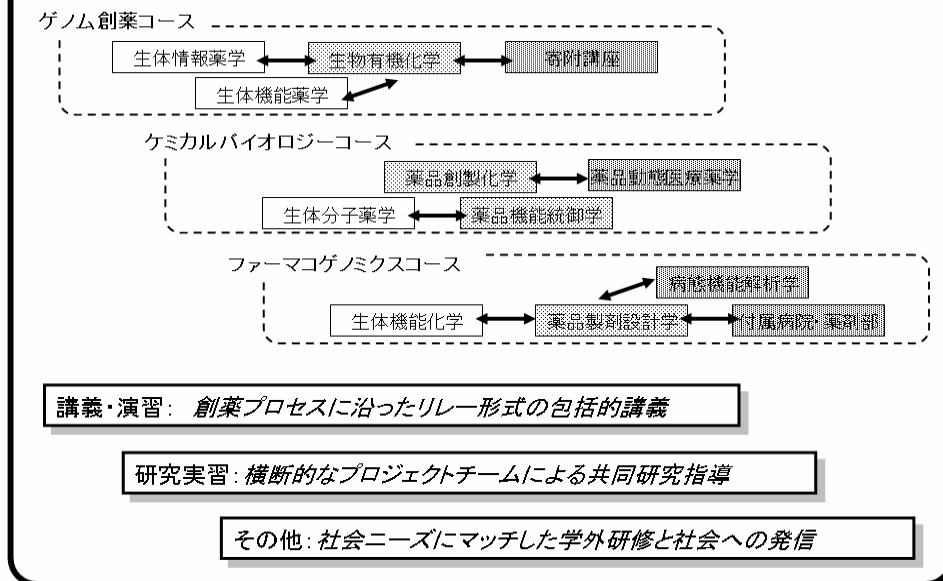 ゲノム創薬コース
生体情報薬学 生物有機化学 寄附講座
生体機能薬学
ケミカルバイオロジーコース
薬品創製化学 薬品動態医療薬学
生体分子薬学 薬品機能統御学
ファーマコゲノミクスコース
病態機能解析学
生体機能化学 薬品製剤設計学 付属病院・薬剤部
講義・演習: 創薬プロセスに沿ったリレー形式の包括的講義
研究実習:横断的なプロジェクトチームによる共同研究指導
その他:社会ニーズにマッチした学外研修と社会への発信